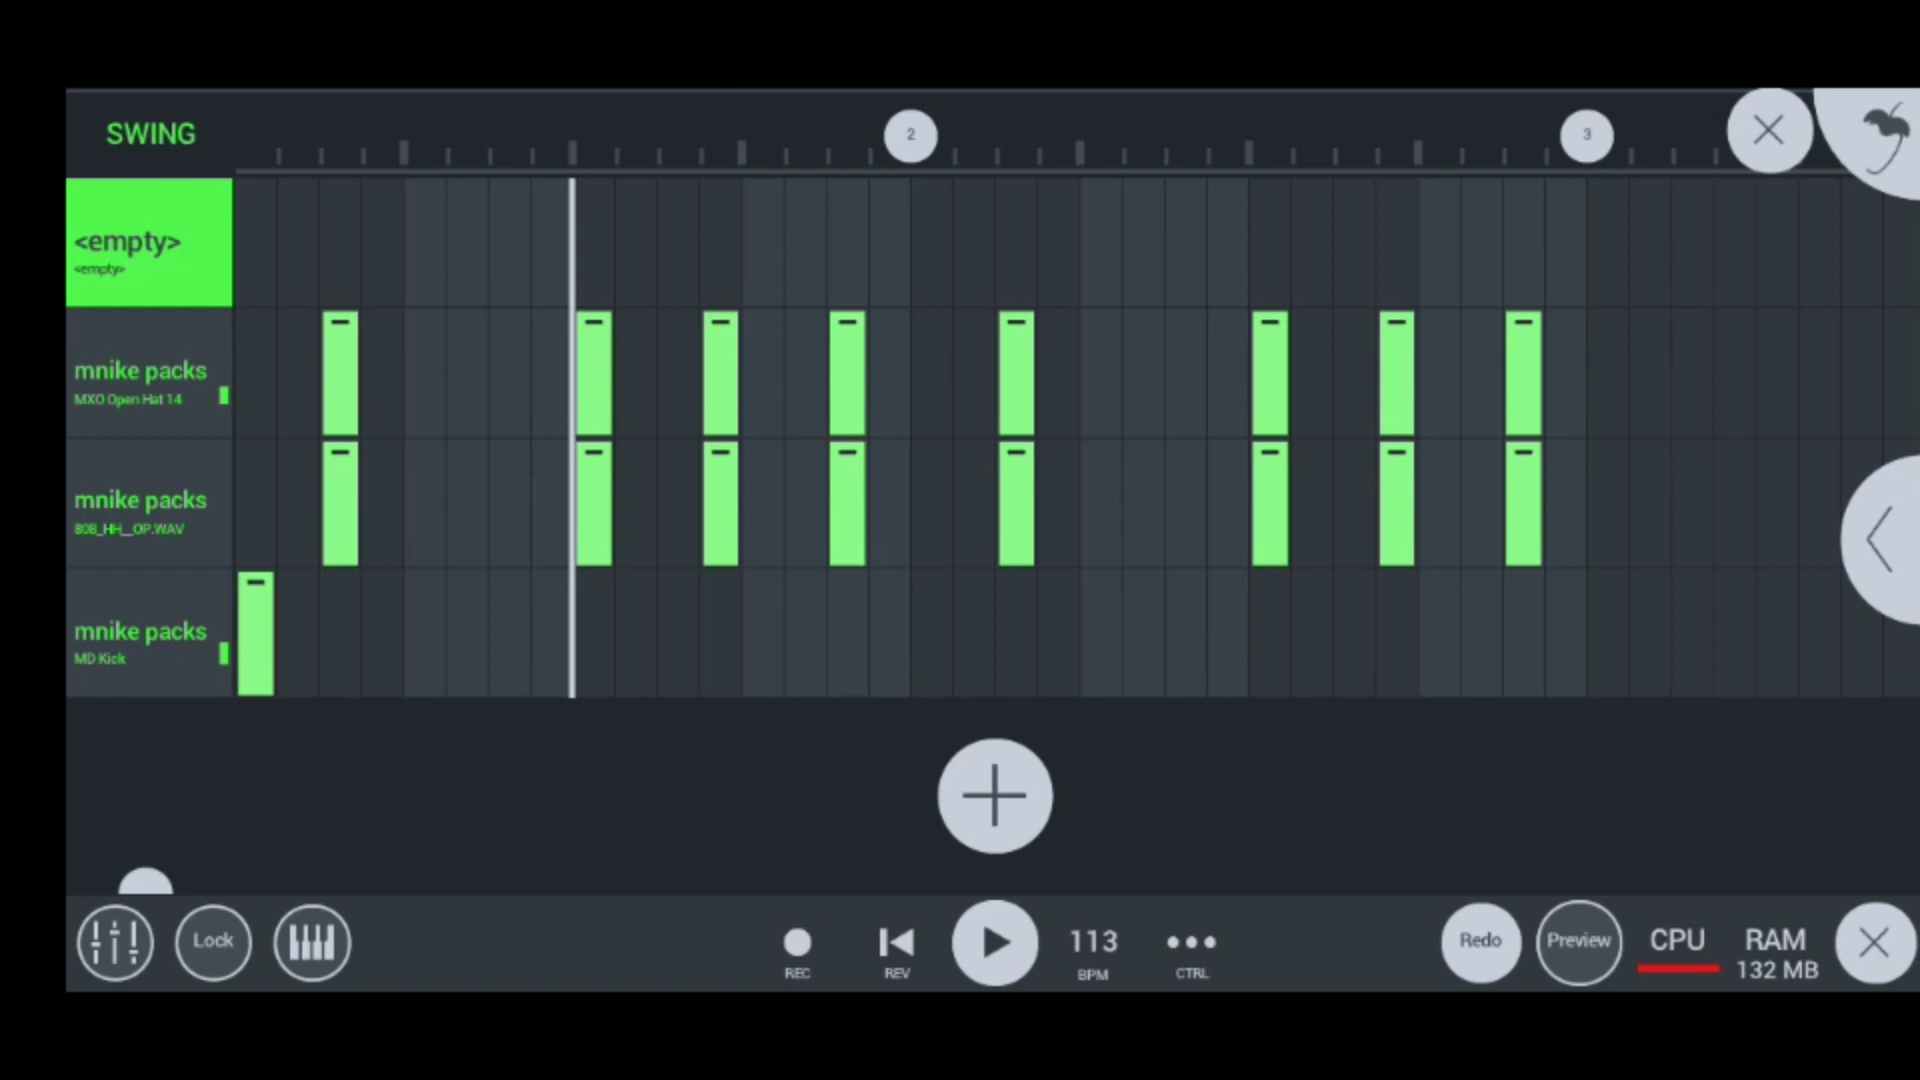 SWING
2
3
<empty>
<empty>
mnike packs
MXO Open Hat 14
mnike packs
808_HH__OP.WAV
mnike packs
MD Kick
Lock
REC
REV
113
BPM
CTRL
Redo
Preview
CPU
RAM
132 MB